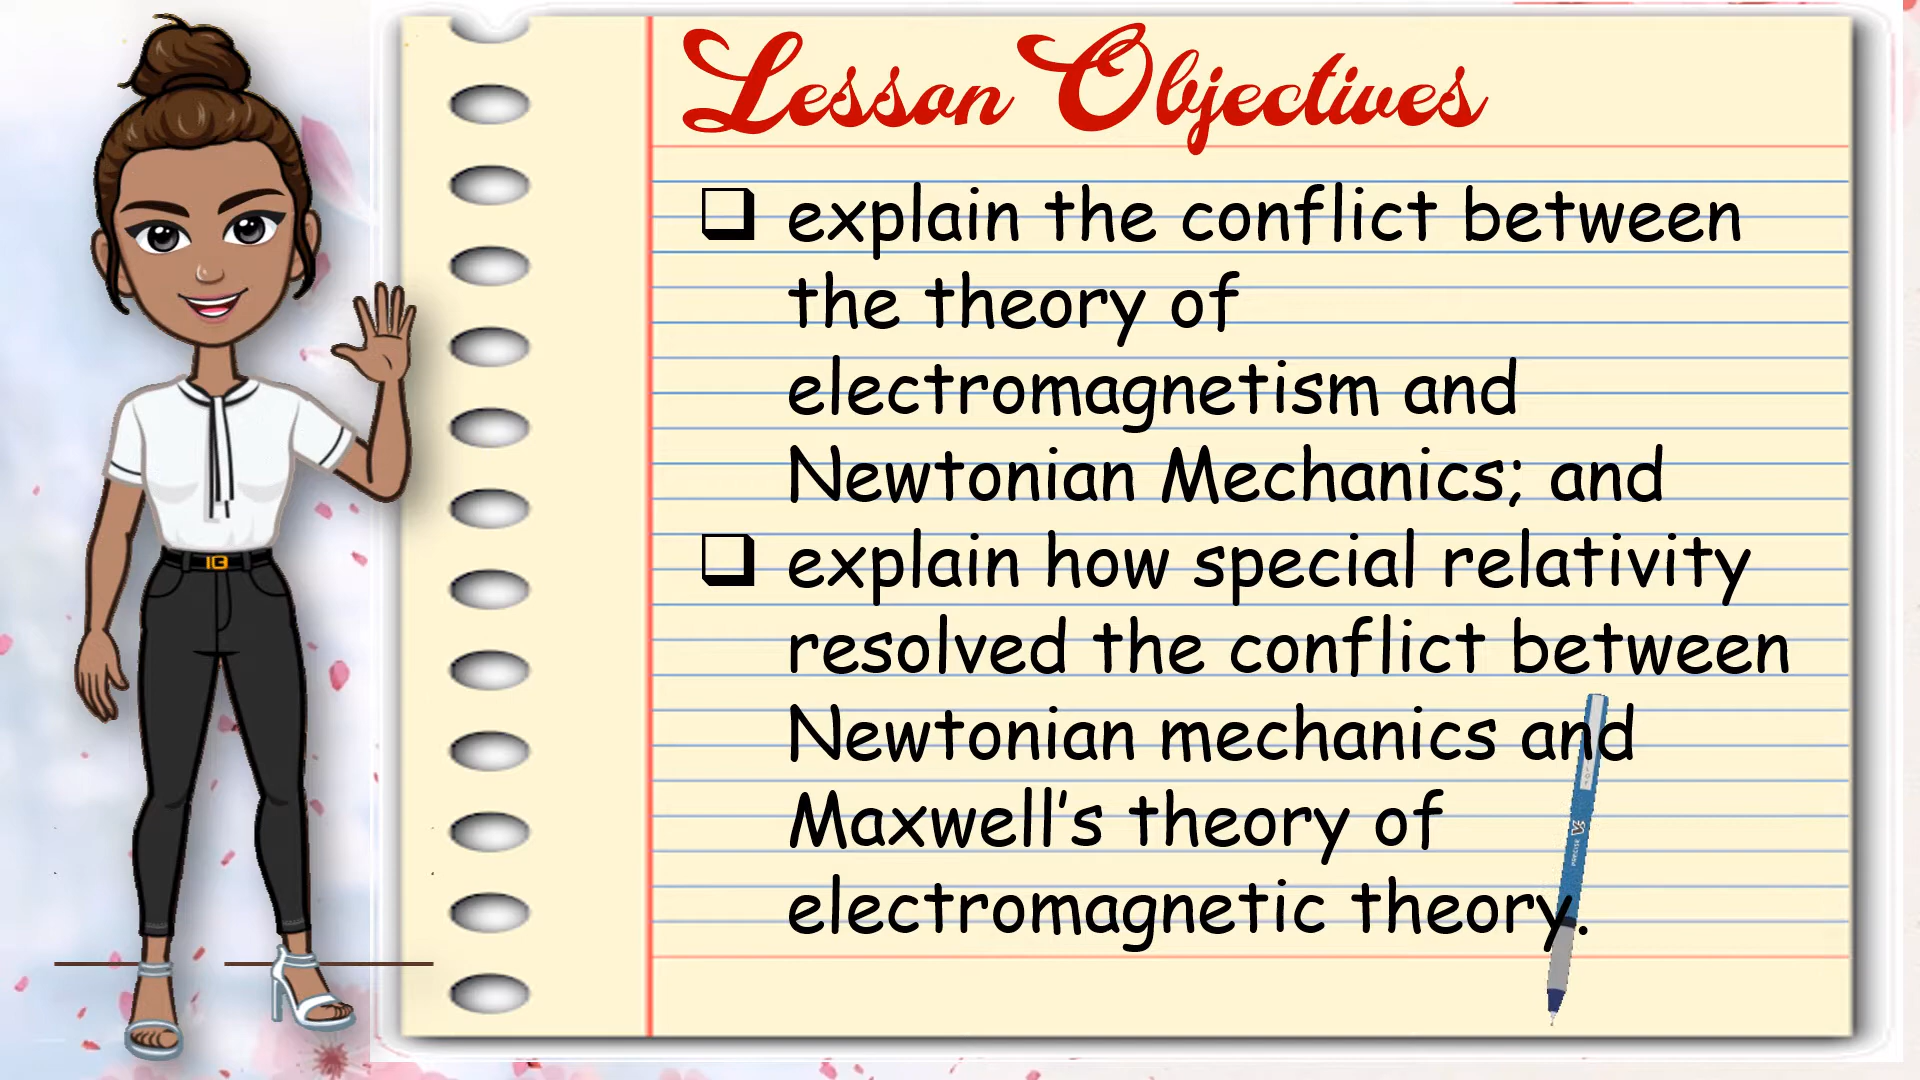 Lesson Objectives
❑ explain the conflict between
the theory of
electromagnetism and
Newtonian Mechanics; and
❑ explain how special relativity
resolved the conflict between
Newtonian mechanics and
Maxwell’s theory of
electromagnetic theory.